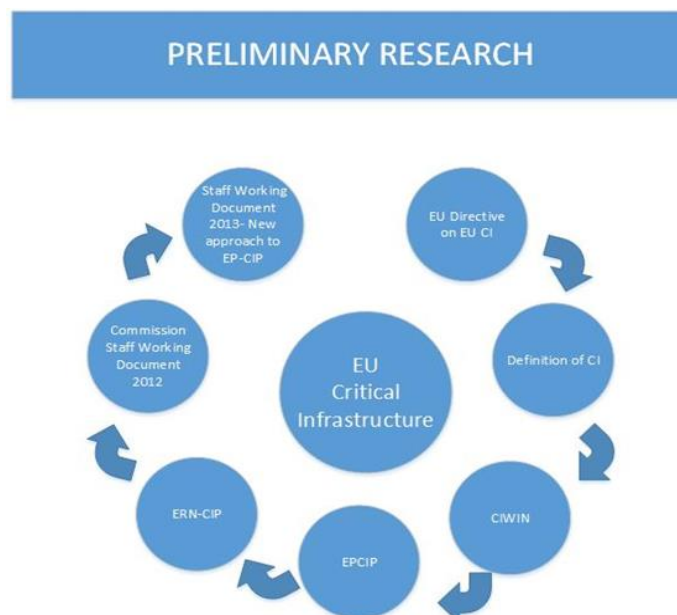 PRELIMINARY RESEARCH
Staff Working
Document
2013- New
approach to
EP-CIP
EU Directive
on EU CI
Commission
Staff Working
Document
2012
EU
Critical
Infrastructure
Definition of CI
ERN-CIP
CIWIN
EPCIP